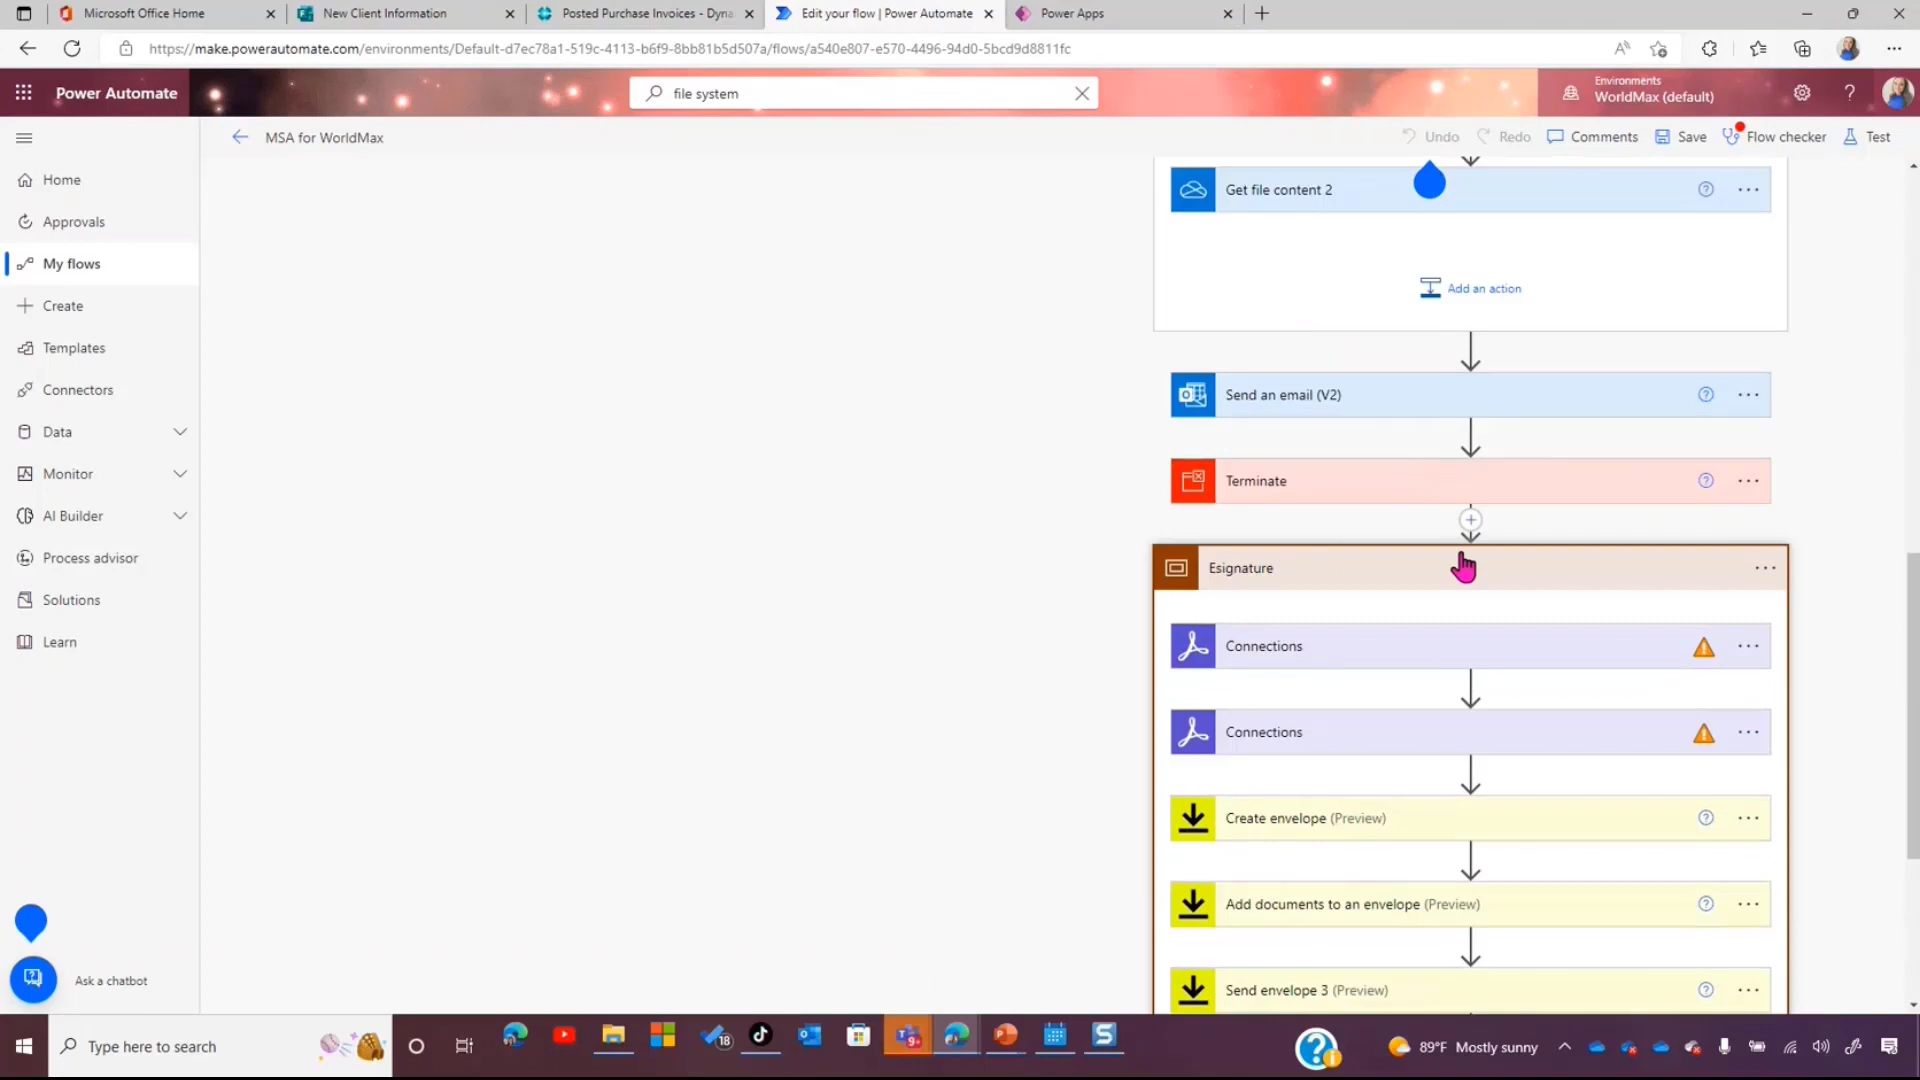 Microsoft Office Home
New Client Information
Posted Purchase Invoices - Dyna
Edit your flow | Power Automate
Power Apps
https://make.powerautomate.com/environments/Default-d7ec78a1-519c-4113-b6f9-8bb81b5d507a/flows/a540e807-e570-4496-94d0-5bcd9d8811fc
Power Automate
file system
Environments
WorldMax (default)
MSA for WorldMax
Undo
Redo
Comments
Save
Flow checker
Test
Home
Approvals
My flows
Create
Templates
Connectors
Data
Monitor
AI Builder
Process advisor
Solutions
Learn
Ask a chatbot
Get file content 2
Add an action
Send an email (V2)
Terminate
Esignature
Connections
Connections
Create envelope (Preview)
Add documents to an envelope (Preview)
Send envelope 3 (Preview)
Type here to search
18
9+
89°F Mostly sunny